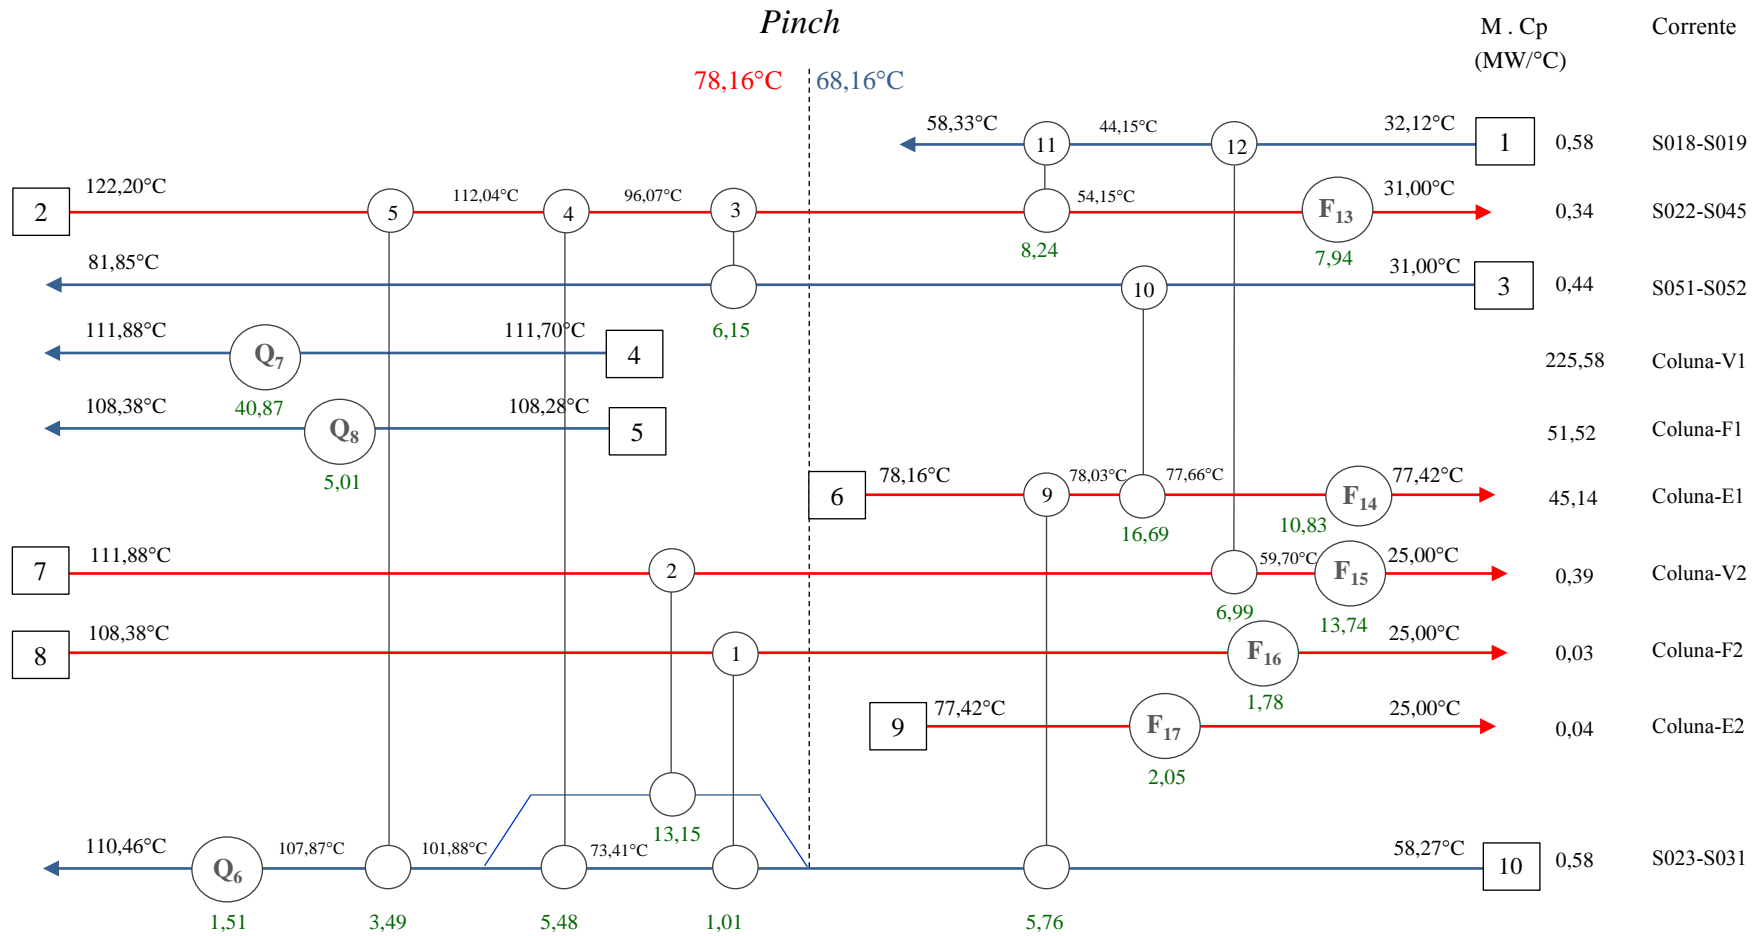 Pinch
M . Cp Corrente
(MW/°C)
78,16°C 68,16°C
58,33°C 11 44,15°C 12 32,12°C 1 0,58 S018-S019
2 122,20°C 5 112,04°C 4 96,07°C 3 54,15°C F13 31,00°C 0,34 S022-S045
8,24 7,94
81,85°C 10 31,00°C 3 0,44 S051-S052
6,15
111,88°C Q7 111,70°C 4 225,58 Coluna-V1
40,87
108,38°C Q8 108,28°C 5 51,52 Coluna-F1
5,01
6 78,16°C 9 78,03°C 77,66°C F14 77,42°C 45,14 Coluna-E1
16,69 10,83
7 111,88°C 2 59,70°C F15 25,00°C 0,39 Coluna-V2
6,99 13,74
8 108,38°C 1 F16 25,00°C 0,03 Coluna-F2
1,78
9 77,42°C F17 25,00°C 0,04 Coluna-E2
2,05
13,15
110,46°C Q6 107,87°C 101,88°C 73,41°C 58,27°C 10 0,58 S023-S031
1,51 3,49 5,48 1,01 5,76